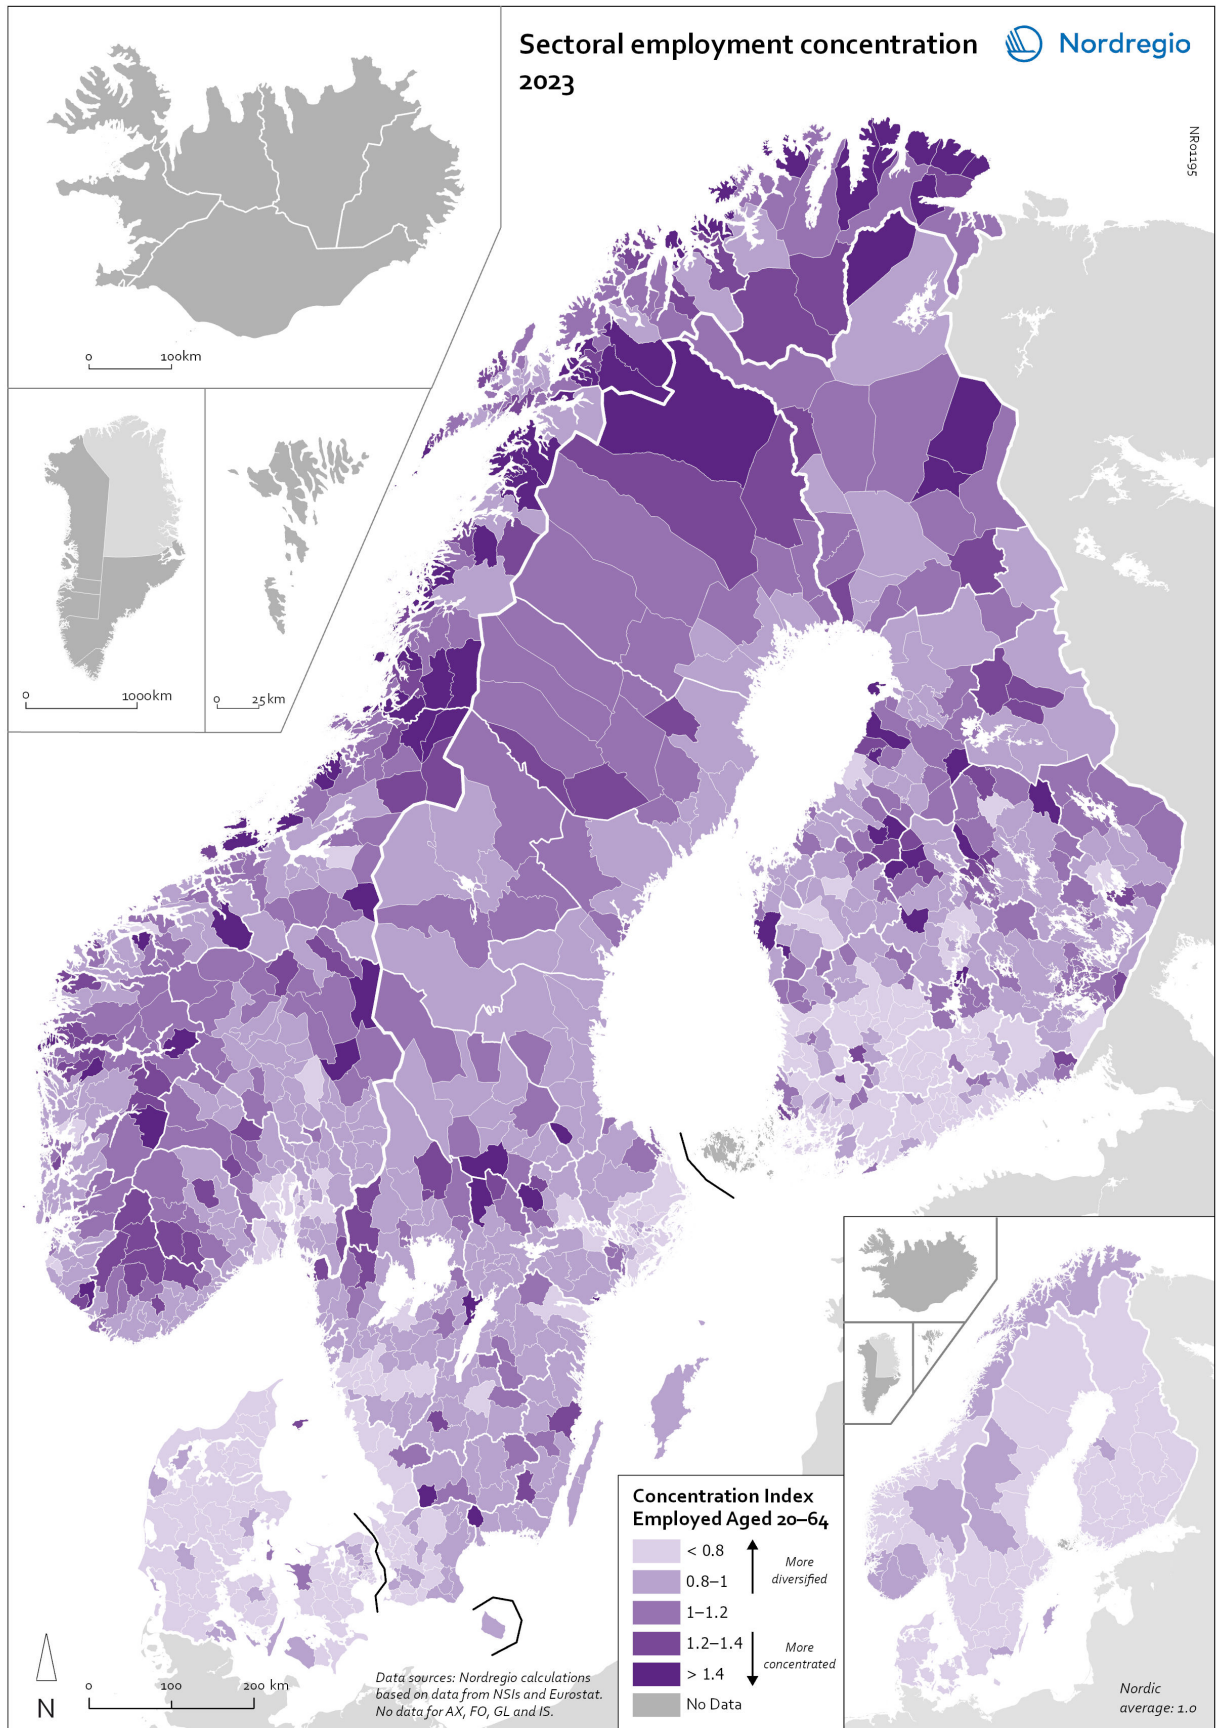 Sectoral employment concentration
2023
Nordregio
NR01195
0 100km
0 1000km
0 25km
Concentration Index
Employed Aged 20–64
< 0.8
0.8–1
1–1.2
1.2–1.4
> 1.4
No Data
More
diversified
More
concentrated
N
0 100 200 km
Data sources: Nordregio calculations
based on data from NSIs and Eurostat.
No data for AX, FO, GL and IS.
Nordic
average: 1.0